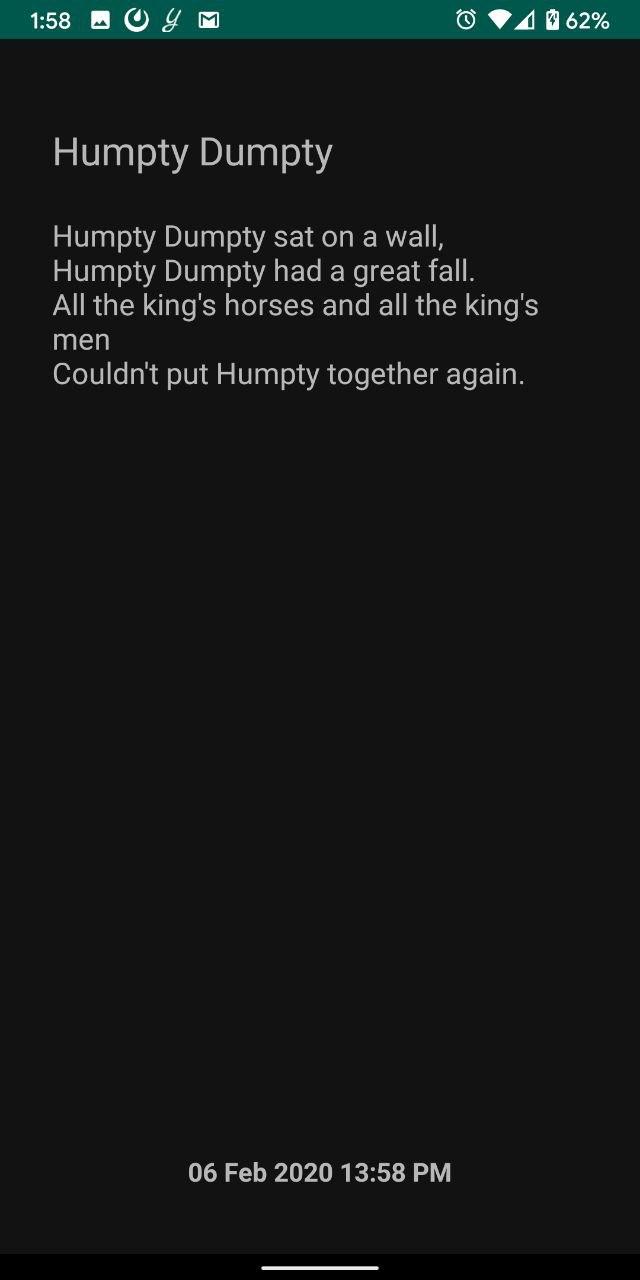 1:58 62%
Humpty Dumpty
Humpty Dumpty sat on a wall,
Humpty Dumpty had a great fall.
All the king's horses and all the king's
men
Couldn't put Humpty together again.
06 Feb 2020 13:58 PM